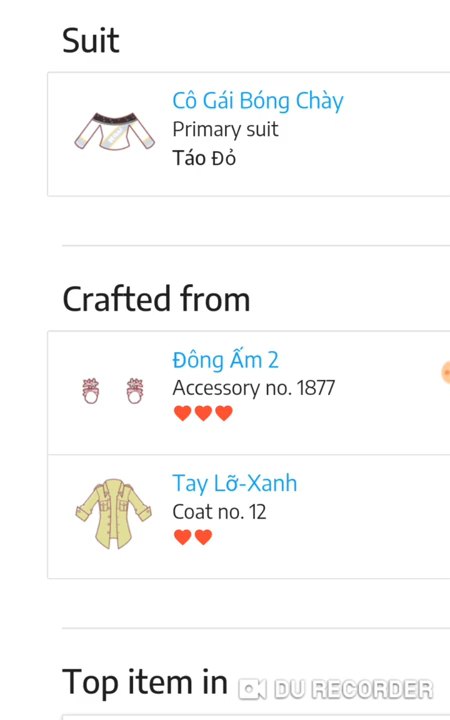 Suit
Cô Gái Bóng Chày
Primary suit
Táo Đỏ
Crafted from
Đông Ấm 2
Accessory no. 1877
Tay Lỡ-Xanh
Coat no. 12
Top item in
DU RECORDER